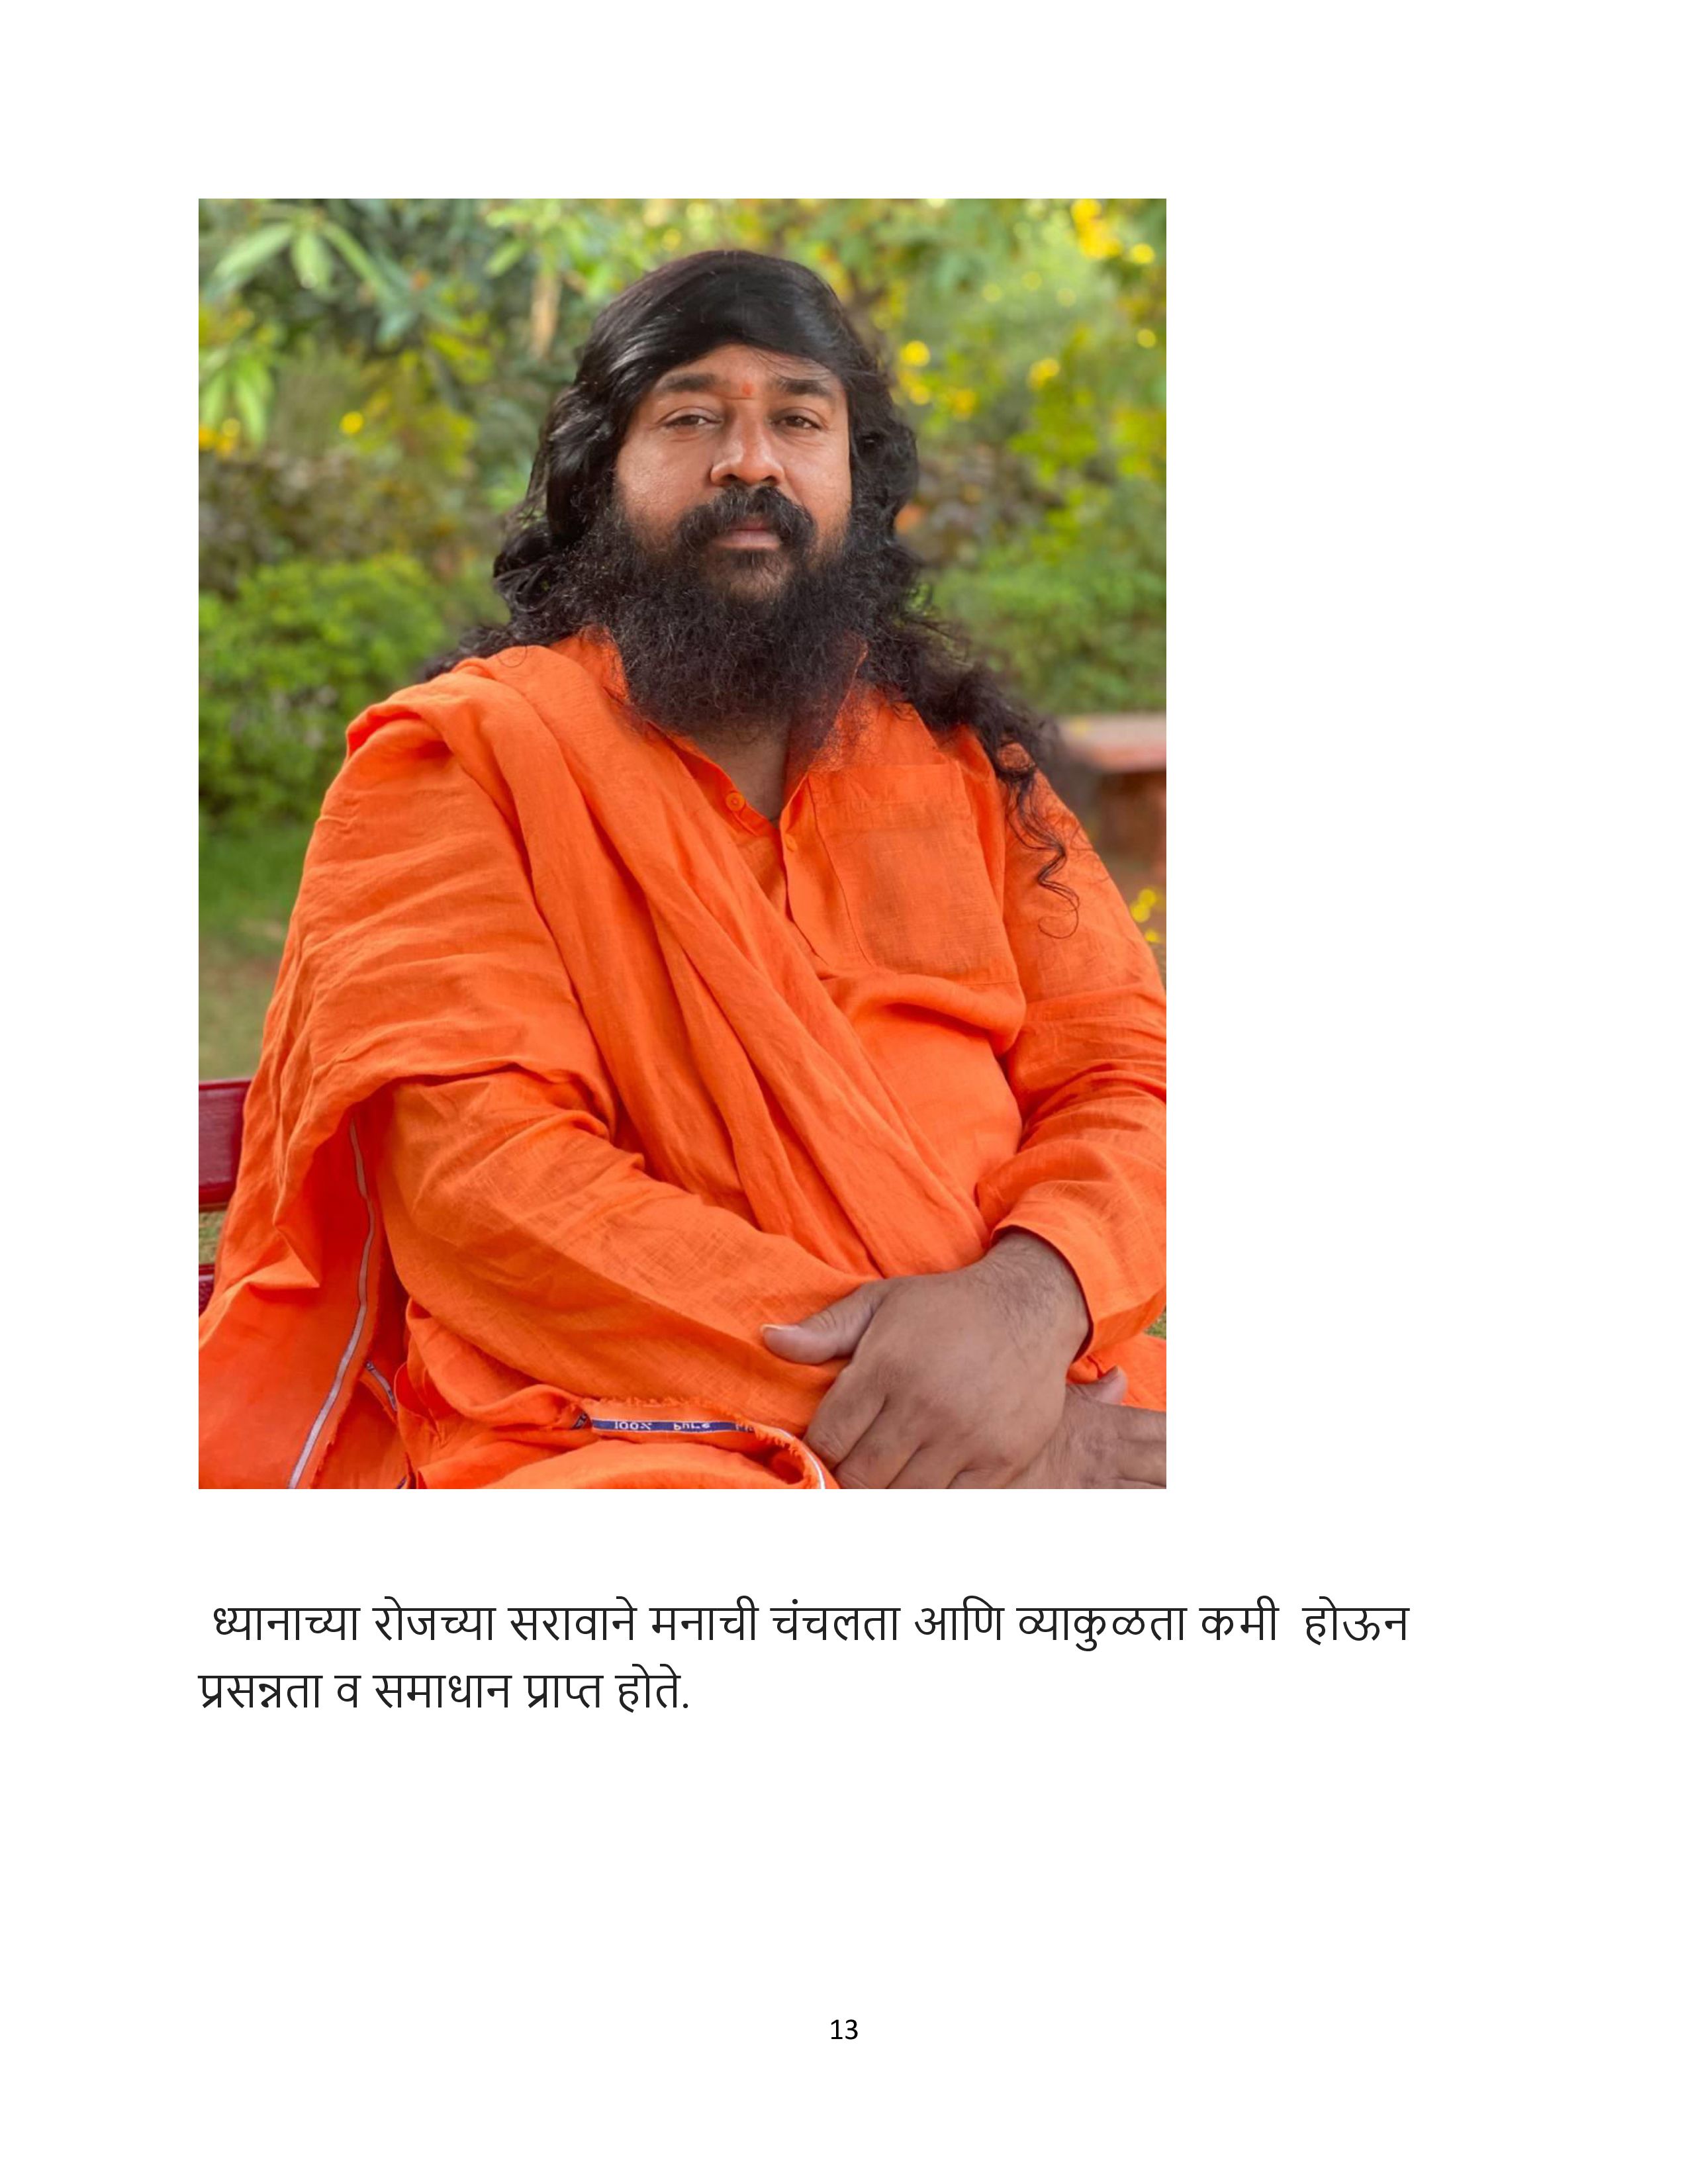 ध्यानाच्या रोजच्या सरावाने मनाची चंचलता आणि व्याकुळता कमी होऊन
प्रसन्नता व समाधान प्राप्त होते.
13